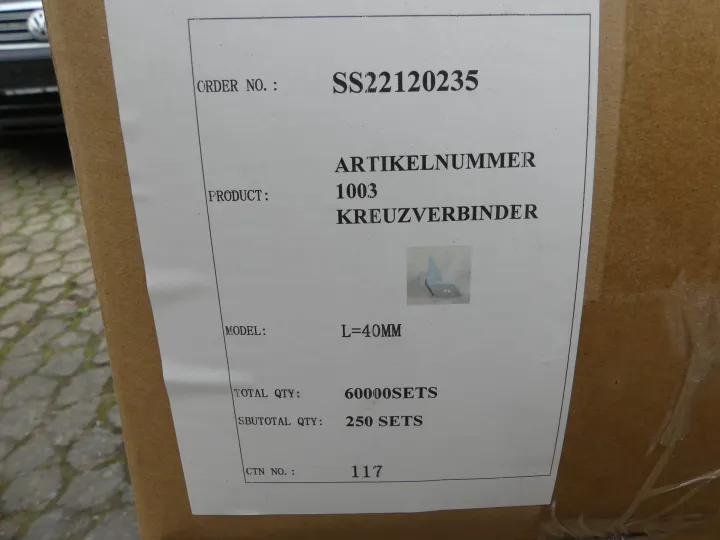 ORDER NO.: SS22120235
ARTIKELNUMMER
PRODUCT: 1003
KREUZVERBINDER
MODEL: L=40MM
TOTAL QTY: 60000SETS
SBUTOTAL QTY: 250 SETS
CTN NO.: 117